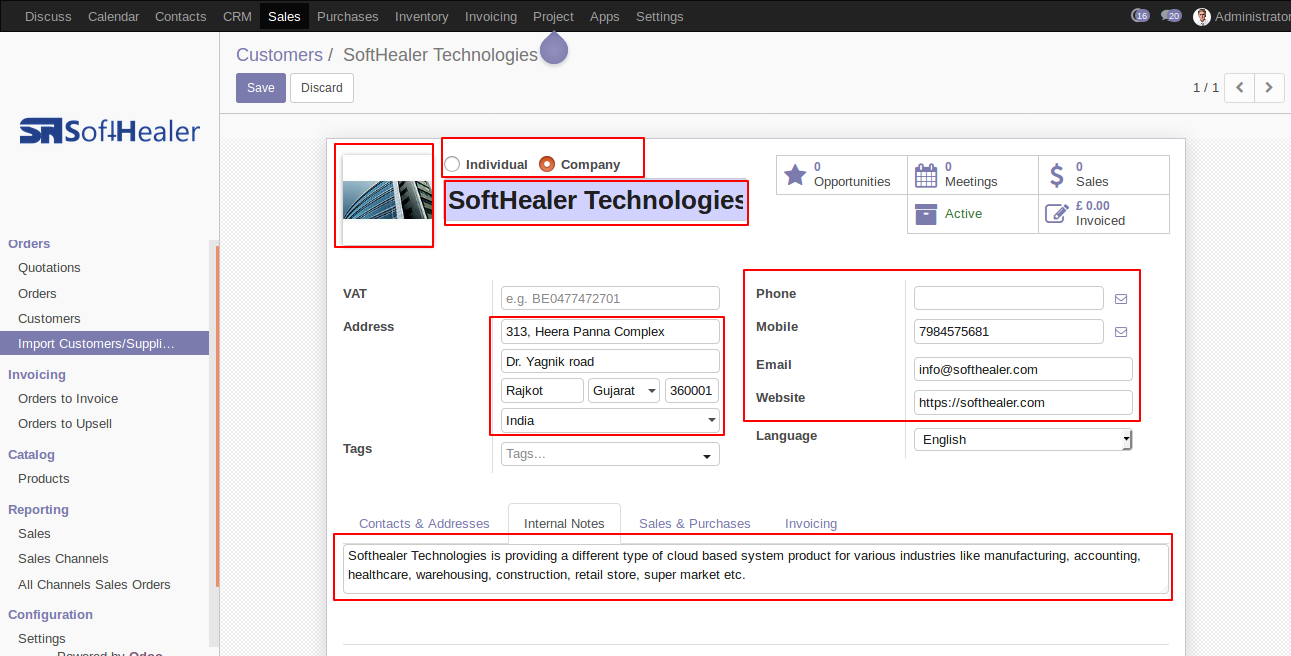 Discuss Calendar Contacts CRM Sales Purchases Inventory Invoicing Project Apps Settings 16 20 Administrator
Customers / SoftHealer Technologies
Save Discard 1 / 1
SoftHealer
Orders
Quotations
Orders
Customers
Import Customers/Suppli…
Invoicing
Orders to Invoice
Orders to Upsell
Catalog
Products
Reporting
Sales
Sales Channels
All Channels Sales Orders
Configuration
Settings
Powered by Odoo
Individual Company
SoftHealer Technologies
0 Opportunities
0 Meetings
$ 0 Sales
Active
£ 0.00 Invoiced
VAT e.g. BE0477472701
Address 313, Heera Panna Complex
Dr. Yagnik road
Rajkot Gujarat 360001
India
Tags Tags...
Phone
Mobile 7984575681
Email info@softhealer.com
Website https://softhealer.com
Language English
Contacts & Addresses Internal Notes Sales & Purchases Invoicing
Softhealer Technologies is providing a different type of cloud based system product for various industries like manufacturing, accounting,
healthcare, warehousing, construction, retail store, super market etc.